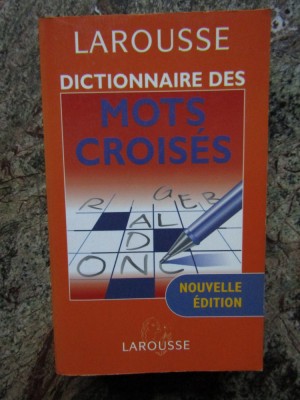 LAROUSSE
DICTIONNAIRE DES
MOTS
CROISÉS
NOUVELLE
ÉDITION
LAROUSSE